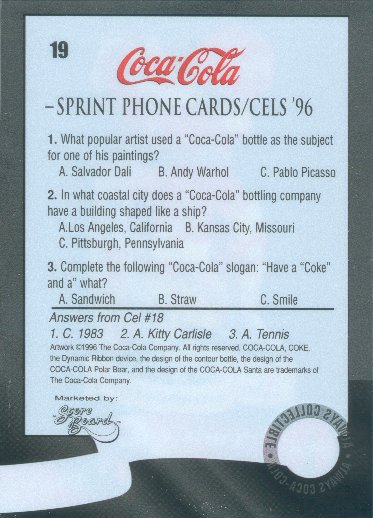 19
Coca-Cola
–SPRINT PHONE CARDS/CELS '96
1. What popular artist used a "Coca-Cola" bottle as the subject
for one of his paintings?
A. Salvador Dali B. Andy Warhol C. Pablo Picasso
2. In what coastal city does a "Coca-Cola" bottling company
have a building shaped like a ship?
A.Los Angeles, California B. Kansas City, Missouri
C. Pittsburgh, Pennsylvania
3. Complete the following "Coca-Cola" slogan: "Have a "Coke"
and a" what?
A. Sandwich B. Straw C. Smile
Answers from Cel #18
1. C. 1983 2. A. Kitty Carlisle 3. A. Tennis
Artwork ©1996 The Coca-Cola Company. All rights reserved. COCA-COLA, COKE,
the Dynamic Ribbon device, the design of the contour bottle, the design of the
COCA-COLA Polar Bear, and the design of the COCA-COLA Santa are trademarks of
The Coca-Cola Company.
Marketed by:
Score
Board
ALWAYS COLLECTIBLE
ALWAYS COCA-COLA